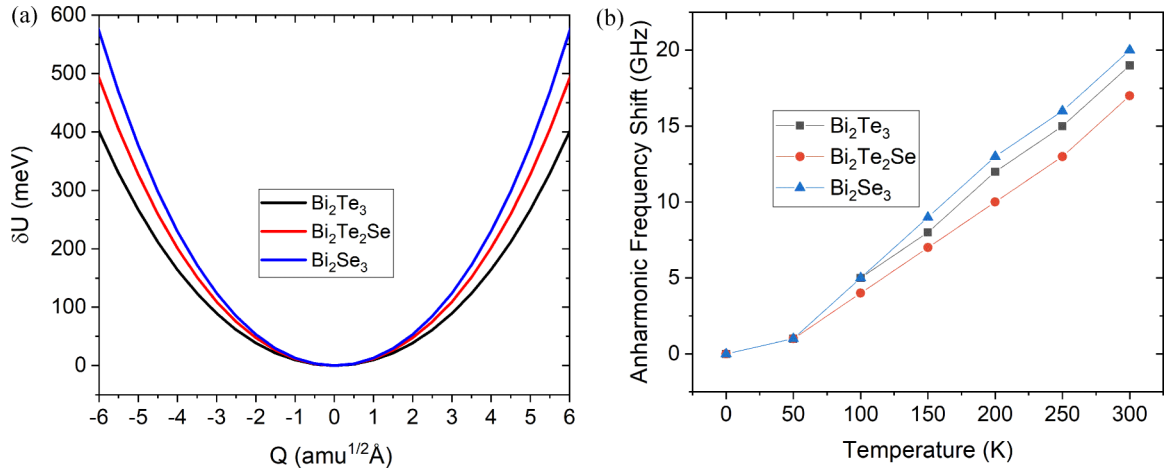 (a)
600
500
400
300
200
100
0
δU (meV)
Bi2Te3
Bi2Te2Se
Bi2Se3
-6 -5 -4 -3 -2 -1 0 1 2 3 4 5 6
Q (amu1/2Å)
(b)
20
15
10
5
0
Anharmonic Frequency Shift (GHz)
Bi2Te3
Bi2Te2Se
Bi2Se3
0 50 100 150 200 250 300
Temperature (K)